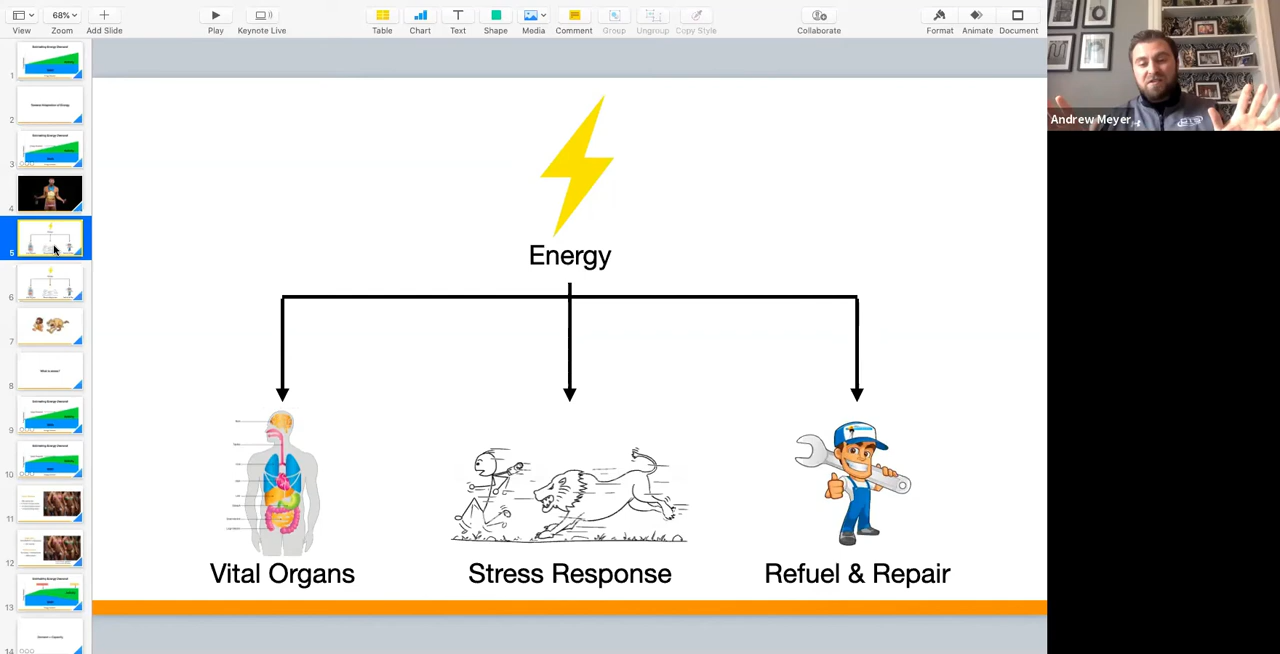 68%
View
Zoom
Add Slide
Play
Keynote Live
Table
Chart
Text
Shape
Media
Comment
Group
Ungroup
Copy Style
Collaborate
Format
Animate
Document
Andrew Meyer
1
2
3
4
5
6
7
8
9
10
11
12
13
14
Energy
Vital Organs
Stress Response
Refuel & Repair